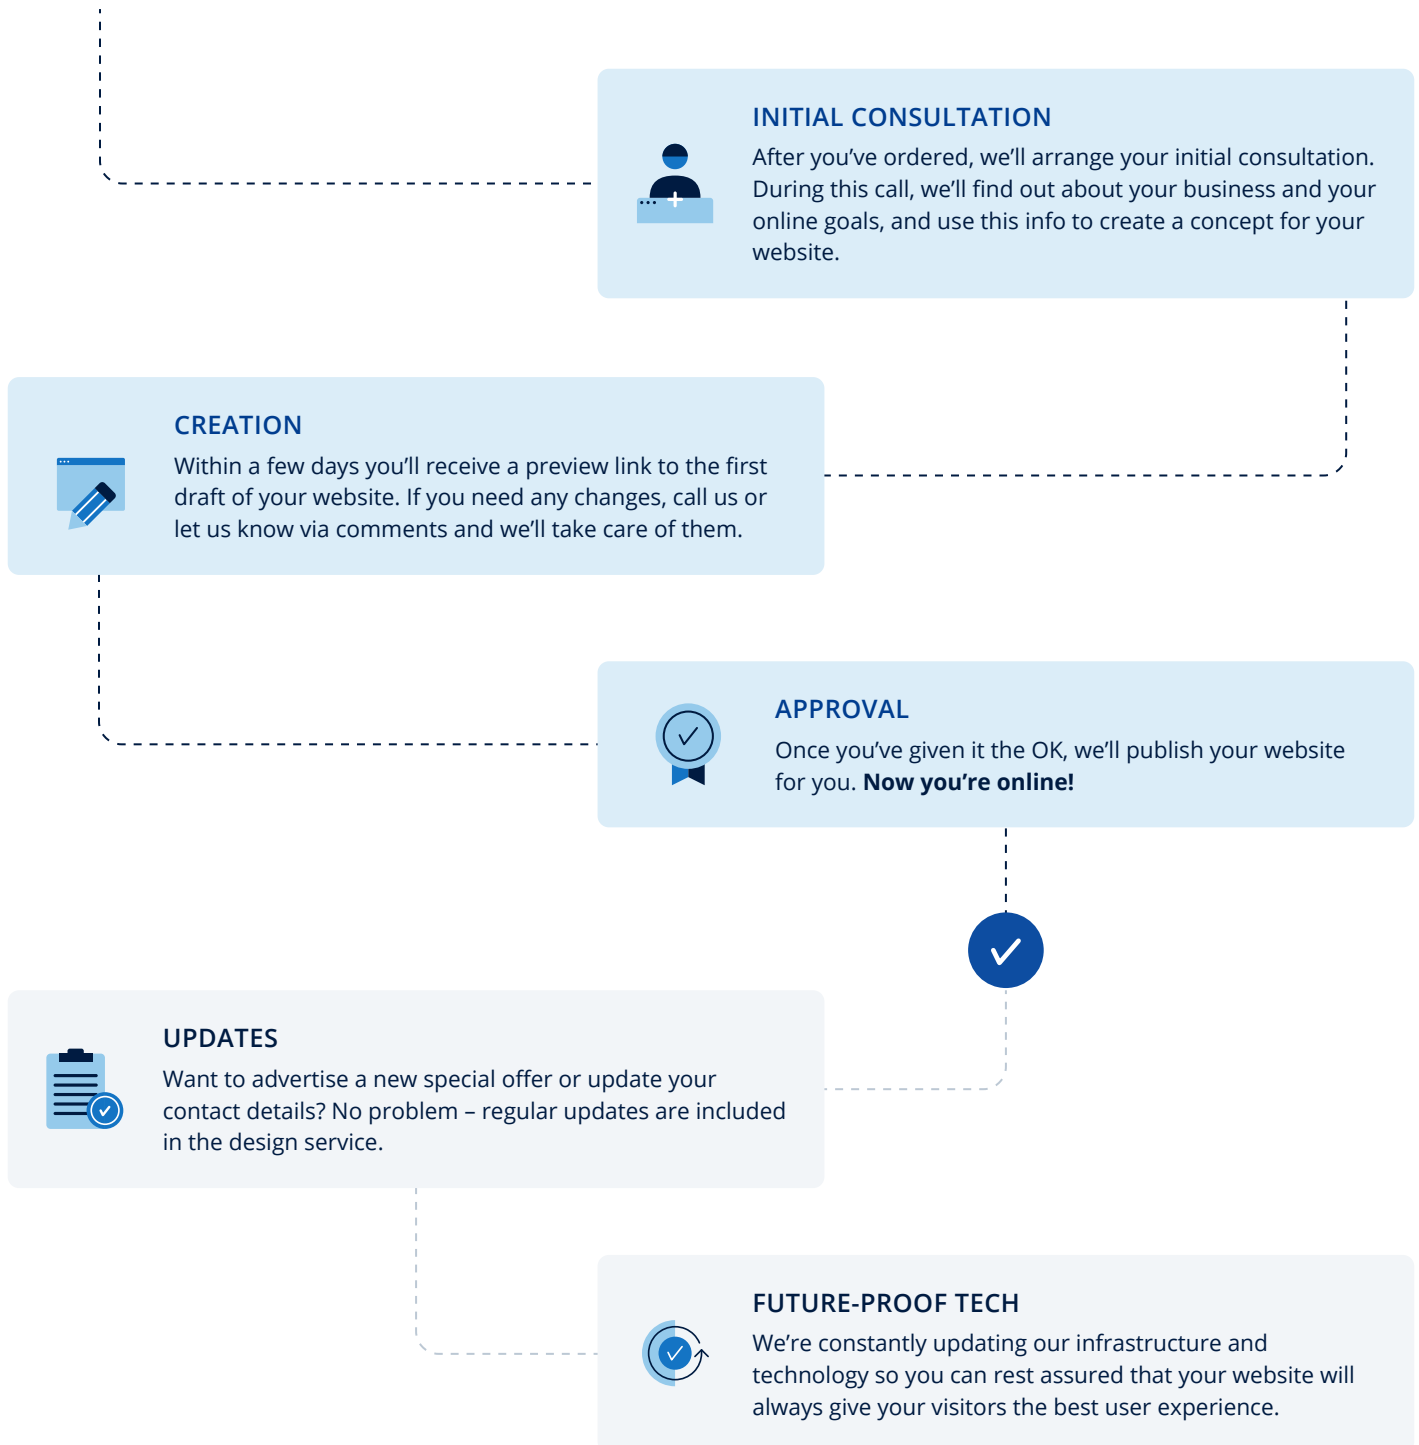 INITIAL CONSULTATION
After you’ve ordered, we’ll arrange your initial consultation.
During this call, we’ll find out about your business and your
online goals, and use this info to create a concept for your
website.
CREATION
Within a few days you’ll receive a preview link to the first
draft of your website. If you need any changes, call us or
let us know via comments and we’ll take care of them.
APPROVAL
Once you’ve given it the OK, we’ll publish your website
for you. Now you’re online!
UPDATES
Want to advertise a new special offer or update your
contact details? No problem – regular updates are included
in the design service.
FUTURE-PROOF TECH
We’re constantly updating our infrastructure and
technology so you can rest assured that your website will
always give your visitors the best user experience.